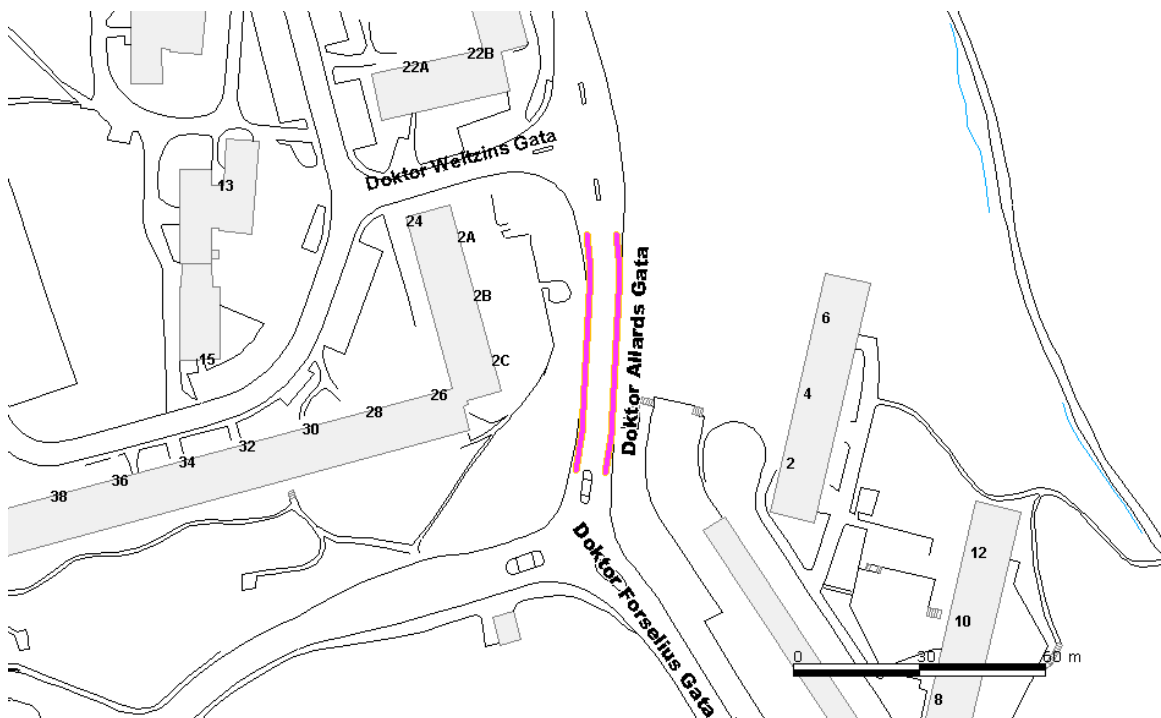 22B
22A
Doktor Weltzins Gata
13
24
2A
2B
Doktor Allards Gata
6
15
2C
4
26
28
30
32
34
2
36
38
Doktor Forselius Gata
12
10
0 30 60 m
8